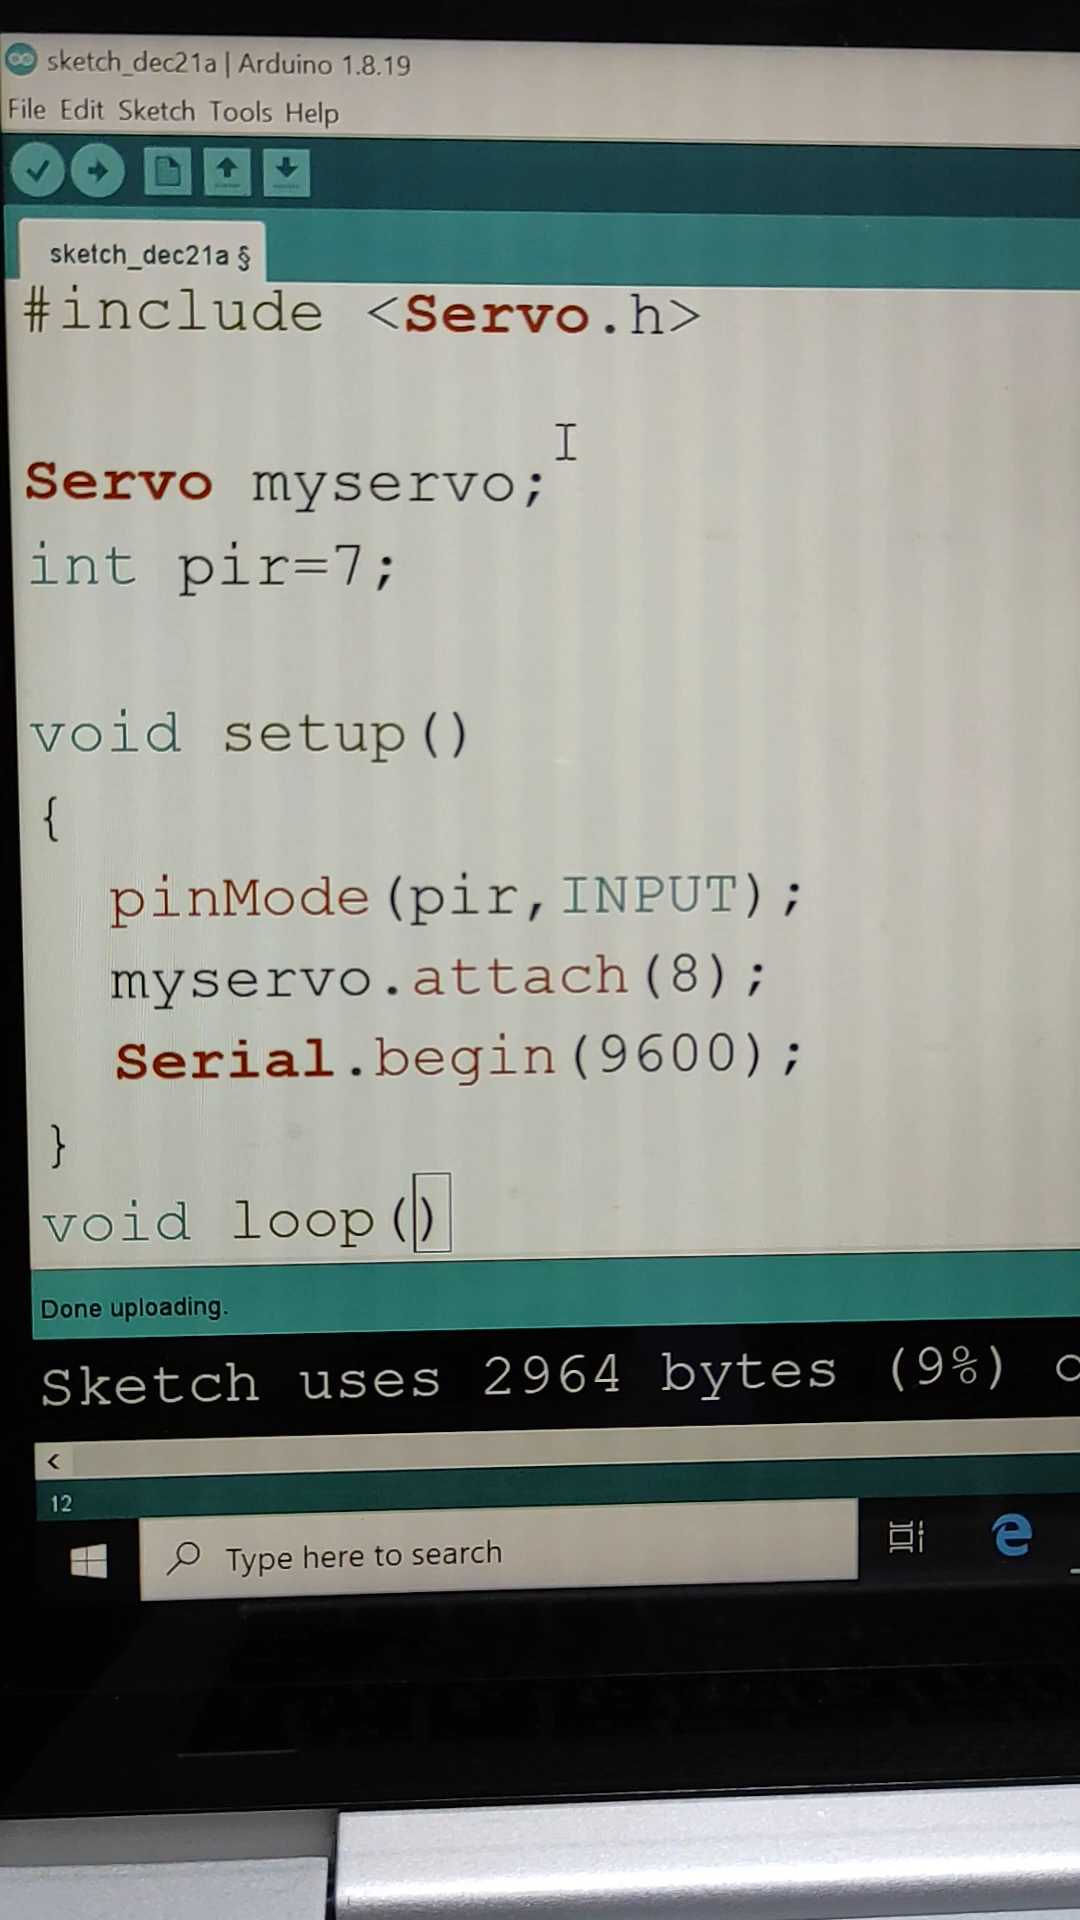 sketch_dec21a | Arduino 1.8.19
File Edit Sketch Tools Help
sketch_dec21a §
#include <Servo.h>
Servo myservo;
int pir=7;
void setup()
{
pinMode(pir,INPUT);
myservo.attach(8);
Serial.begin(9600);
}
void loop()
Done uploading.
Sketch uses 2964 bytes (9%)
<
12
Type here to search